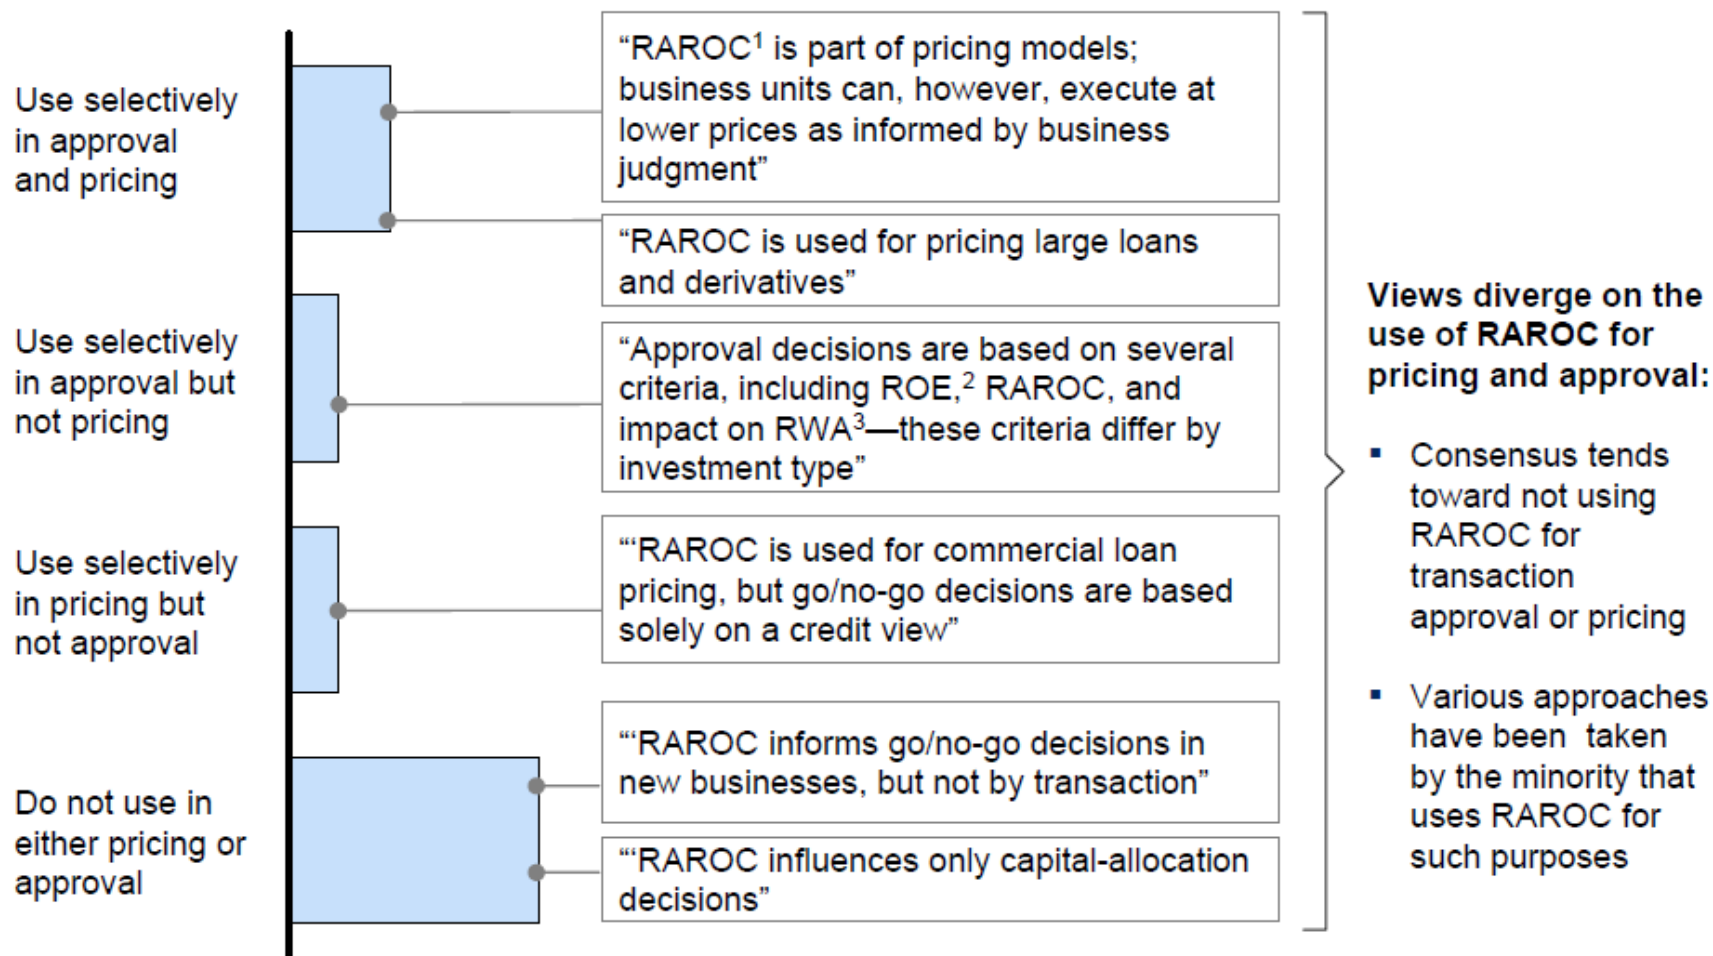 Use selectively
in approval
and pricing
“RAROC¹ is part of pricing models;
business units can, however, execute at
lower prices as informed by business
judgment”
“RAROC is used for pricing large loans
and derivatives”
Use selectively
in approval but
not pricing
“Approval decisions are based on several
criteria, including ROE,² RAROC, and
impact on RWA³—these criteria differ by
investment type”
Use selectively
in pricing but
not approval
“‘RAROC is used for commercial loan
pricing, but go/no-go decisions are based
solely on a credit view”
Do not use in
either pricing or
approval
“‘RAROC informs go/no-go decisions in
new businesses, but not by transaction”
“‘RAROC influences only capital-allocation
decisions”
Views diverge on the
use of RAROC for
pricing and approval:
▪ Consensus tends
toward not using
RAROC for
transaction
approval or pricing
▪ Various approaches
have been taken
by the minority that
uses RAROC for
such purposes